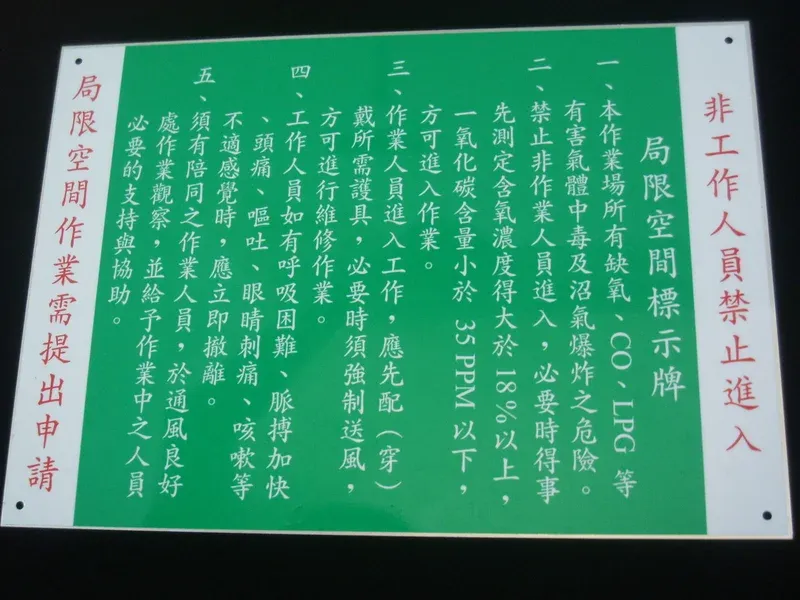 非工作人員禁止進入
局限空間標示牌
一、本作業場所有缺氧、CO、LPG 等
有害氣體中毒及沼氣爆炸之危險。
二、禁止非作業人員進入，必要時得事
先測定含氧濃度得大於 18%以上，
一氧化碳含量小於 35 PPM 以下，
方可進入作業。
三、作業人員進入工作，應先配（穿）
戴所需護具，必要時須強制送風，
方可進行維修作業。
四、工作人員如有呼吸困難、脈搏加快
、頭痛、嘔吐、眼睛刺痛、咳嗽等
不適感覺時，應立即撤離。
五、須有陪同之作業人員，於通風良好
處作業觀察，並給予作業中之人員
必要的支持與協助。
局限空間作業需提出申請